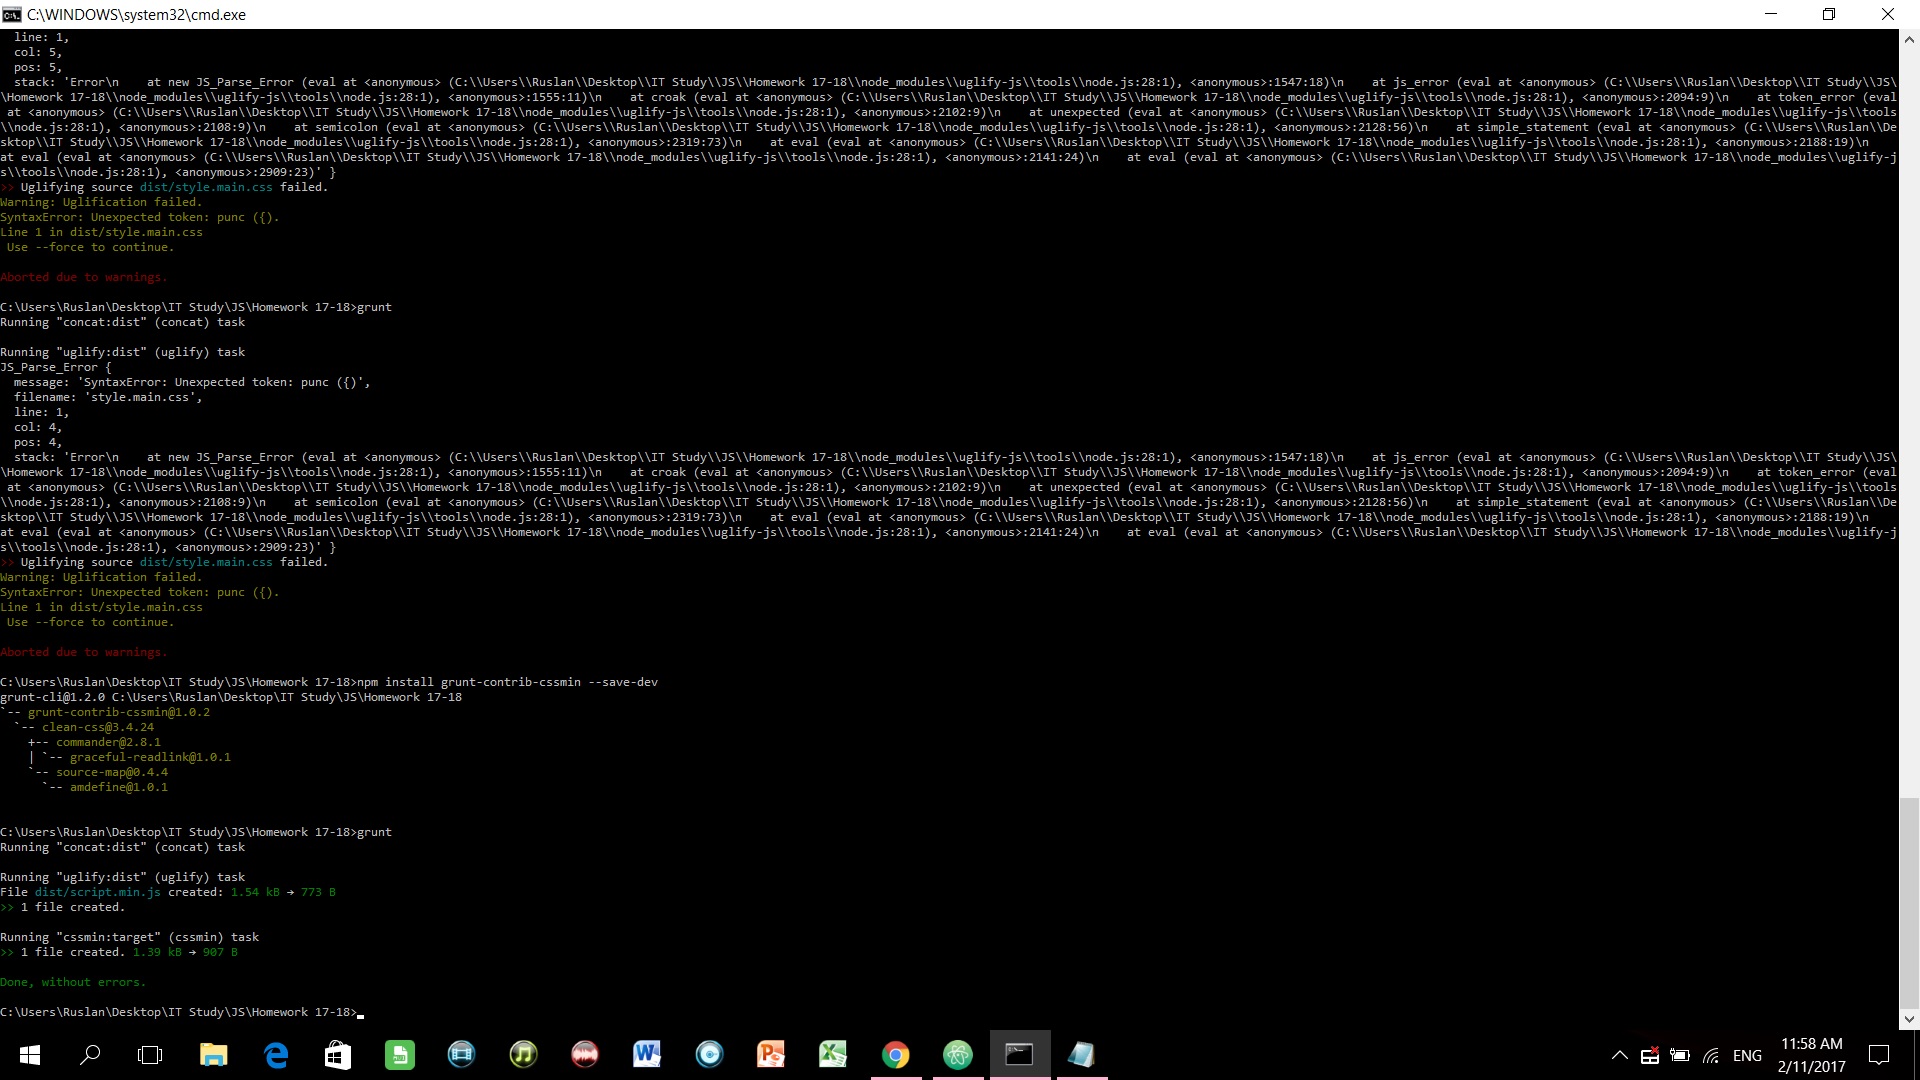 C:\WINDOWS\system32\cmd.exe
  line: 1,
  col: 5,
  pos: 5,
  stack: 'Error\n    at new JS_Parse_Error (eval at <anonymous> (C:\\Users\\Ruslan\\Desktop\\IT Study\\JS\\Homework 17-18\\node_modules\\uglify-js\\tools\\node.js:28:1), <anonymous>:1547:18)\n    at js_error (eval at <anonymous> (C:\\Users\\Ruslan\\Desktop\\IT Study\\JS\
\Homework 17-18\\node_modules\\uglify-js\\tools\\node.js:28:1), <anonymous>:1555:11)\n    at croak (eval at <anonymous> (C:\\Users\\Ruslan\\Desktop\\IT Study\\JS\\Homework 17-18\\node_modules\\uglify-js\\tools\\node.js:28:1), <anonymous>:2094:9)\n    at token_error (eval
 at <anonymous> (C:\\Users\\Ruslan\\Desktop\\IT Study\\JS\\Homework 17-18\\node_modules\\uglify-js\\tools\\node.js:28:1), <anonymous>:2102:9)\n    at unexpected (eval at <anonymous> (C:\\Users\\Ruslan\\Desktop\\IT Study\\JS\\Homework 17-18\\node_modules\\uglify-js\\tools
\\node.js:28:1), <anonymous>:2108:9)\n    at semicolon (eval at <anonymous> (C:\\Users\\Ruslan\\Desktop\\IT Study\\JS\\Homework 17-18\\node_modules\\uglify-js\\tools\\node.js:28:1), <anonymous>:2128:56)\n    at simple_statement (eval at <anonymous> (C:\\Users\\Ruslan\\De
sktop\\IT Study\\JS\\Homework 17-18\\node_modules\\uglify-js\\tools\\node.js:28:1), <anonymous>:2319:73)\n    at eval (eval at <anonymous> (C:\\Users\\Ruslan\\Desktop\\IT Study\\JS\\Homework 17-18\\node_modules\\uglify-js\\tools\\node.js:28:1), <anonymous>:2188:19)\n
at eval (eval at <anonymous> (C:\\Users\\Ruslan\\Desktop\\IT Study\\JS\\Homework 17-18\\node_modules\\uglify-js\\tools\\node.js:28:1), <anonymous>:2141:24)\n    at eval (eval at <anonymous> (C:\\Users\\Ruslan\\Desktop\\IT Study\\JS\\Homework 17-18\\node_modules\\uglify-j
s\\tools\\node.js:28:1), <anonymous>:2909:23)' }
>> Uglifying source dist/style.main.css failed.
Warning: Uglification failed.
SyntaxError: Unexpected token: punc ({).
Line 1 in dist/style.main.css
 Use --force to continue.
Aborted due to warnings.
C:\Users\Ruslan\Desktop\IT Study\JS\Homework 17-18>grunt
Running "concat:dist" (concat) task
Running "uglify:dist" (uglify) task
JS_Parse_Error {
  message: 'SyntaxError: Unexpected token: punc ({)',
  filename: 'style.main.css',
  line: 1,
  col: 4,
  pos: 4,
  stack: 'Error\n    at new JS_Parse_Error (eval at <anonymous> (C:\\Users\\Ruslan\\Desktop\\IT Study\\JS\\Homework 17-18\\node_modules\\uglify-js\\tools\\node.js:28:1), <anonymous>:1547:18)\n    at js_error (eval at <anonymous> (C:\\Users\\Ruslan\\Desktop\\IT Study\\JS\
\Homework 17-18\\node_modules\\uglify-js\\tools\\node.js:28:1), <anonymous>:1555:11)\n    at croak (eval at <anonymous> (C:\\Users\\Ruslan\\Desktop\\IT Study\\JS\\Homework 17-18\\node_modules\\uglify-js\\tools\\node.js:28:1), <anonymous>:2094:9)\n    at token_error (eval
 at <anonymous> (C:\\Users\\Ruslan\\Desktop\\IT Study\\JS\\Homework 17-18\\node_modules\\uglify-js\\tools\\node.js:28:1), <anonymous>:2102:9)\n    at unexpected (eval at <anonymous> (C:\\Users\\Ruslan\\Desktop\\IT Study\\JS\\Homework 17-18\\node_modules\\uglify-js\\tools
\\node.js:28:1), <anonymous>:2108:9)\n    at semicolon (eval at <anonymous> (C:\\Users\\Ruslan\\Desktop\\IT Study\\JS\\Homework 17-18\\node_modules\\uglify-js\\tools\\node.js:28:1), <anonymous>:2128:56)\n    at simple_statement (eval at <anonymous> (C:\\Users\\Ruslan\\De
sktop\\IT Study\\JS\\Homework 17-18\\node_modules\\uglify-js\\tools\\node.js:28:1), <anonymous>:2319:73)\n    at eval (eval at <anonymous> (C:\\Users\\Ruslan\\Desktop\\IT Study\\JS\\Homework 17-18\\node_modules\\uglify-js\\tools\\node.js:28:1), <anonymous>:2188:19)\n
at eval (eval at <anonymous> (C:\\Users\\Ruslan\\Desktop\\IT Study\\JS\\Homework 17-18\\node_modules\\uglify-js\\tools\\node.js:28:1), <anonymous>:2141:24)\n    at eval (eval at <anonymous> (C:\\Users\\Ruslan\\Desktop\\IT Study\\JS\\Homework 17-18\\node_modules\\uglify-j
s\\tools\\node.js:28:1), <anonymous>:2909:23)' }
>> Uglifying source dist/style.main.css failed.
Warning: Uglification failed.
SyntaxError: Unexpected token: punc ({).
Line 1 in dist/style.main.css
 Use --force to continue.
Aborted due to warnings.
C:\Users\Ruslan\Desktop\IT Study\JS\Homework 17-18>npm install grunt-contrib-cssmin --save-dev
grunt-cli@1.2.0 C:\Users\Ruslan\Desktop\IT Study\JS\Homework 17-18
`-- grunt-contrib-cssmin@1.0.2
  `-- clean-css@3.4.24
    +-- commander@2.8.1
    | `-- graceful-readlink@1.0.1
    `-- source-map@0.4.4
      `-- amdefine@1.0.1
C:\Users\Ruslan\Desktop\IT Study\JS\Homework 17-18>grunt
Running "concat:dist" (concat) task
Running "uglify:dist" (uglify) task
File dist/script.min.js created: 1.54 kB → 773 B
>> 1 file created.
Running "cssmin:target" (cssmin) task
>> 1 file created. 1.39 kB → 907 B
Done, without errors.
C:\Users\Ruslan\Desktop\IT Study\JS\Homework 17-18>
ENG
11:58 AM
2/11/2017